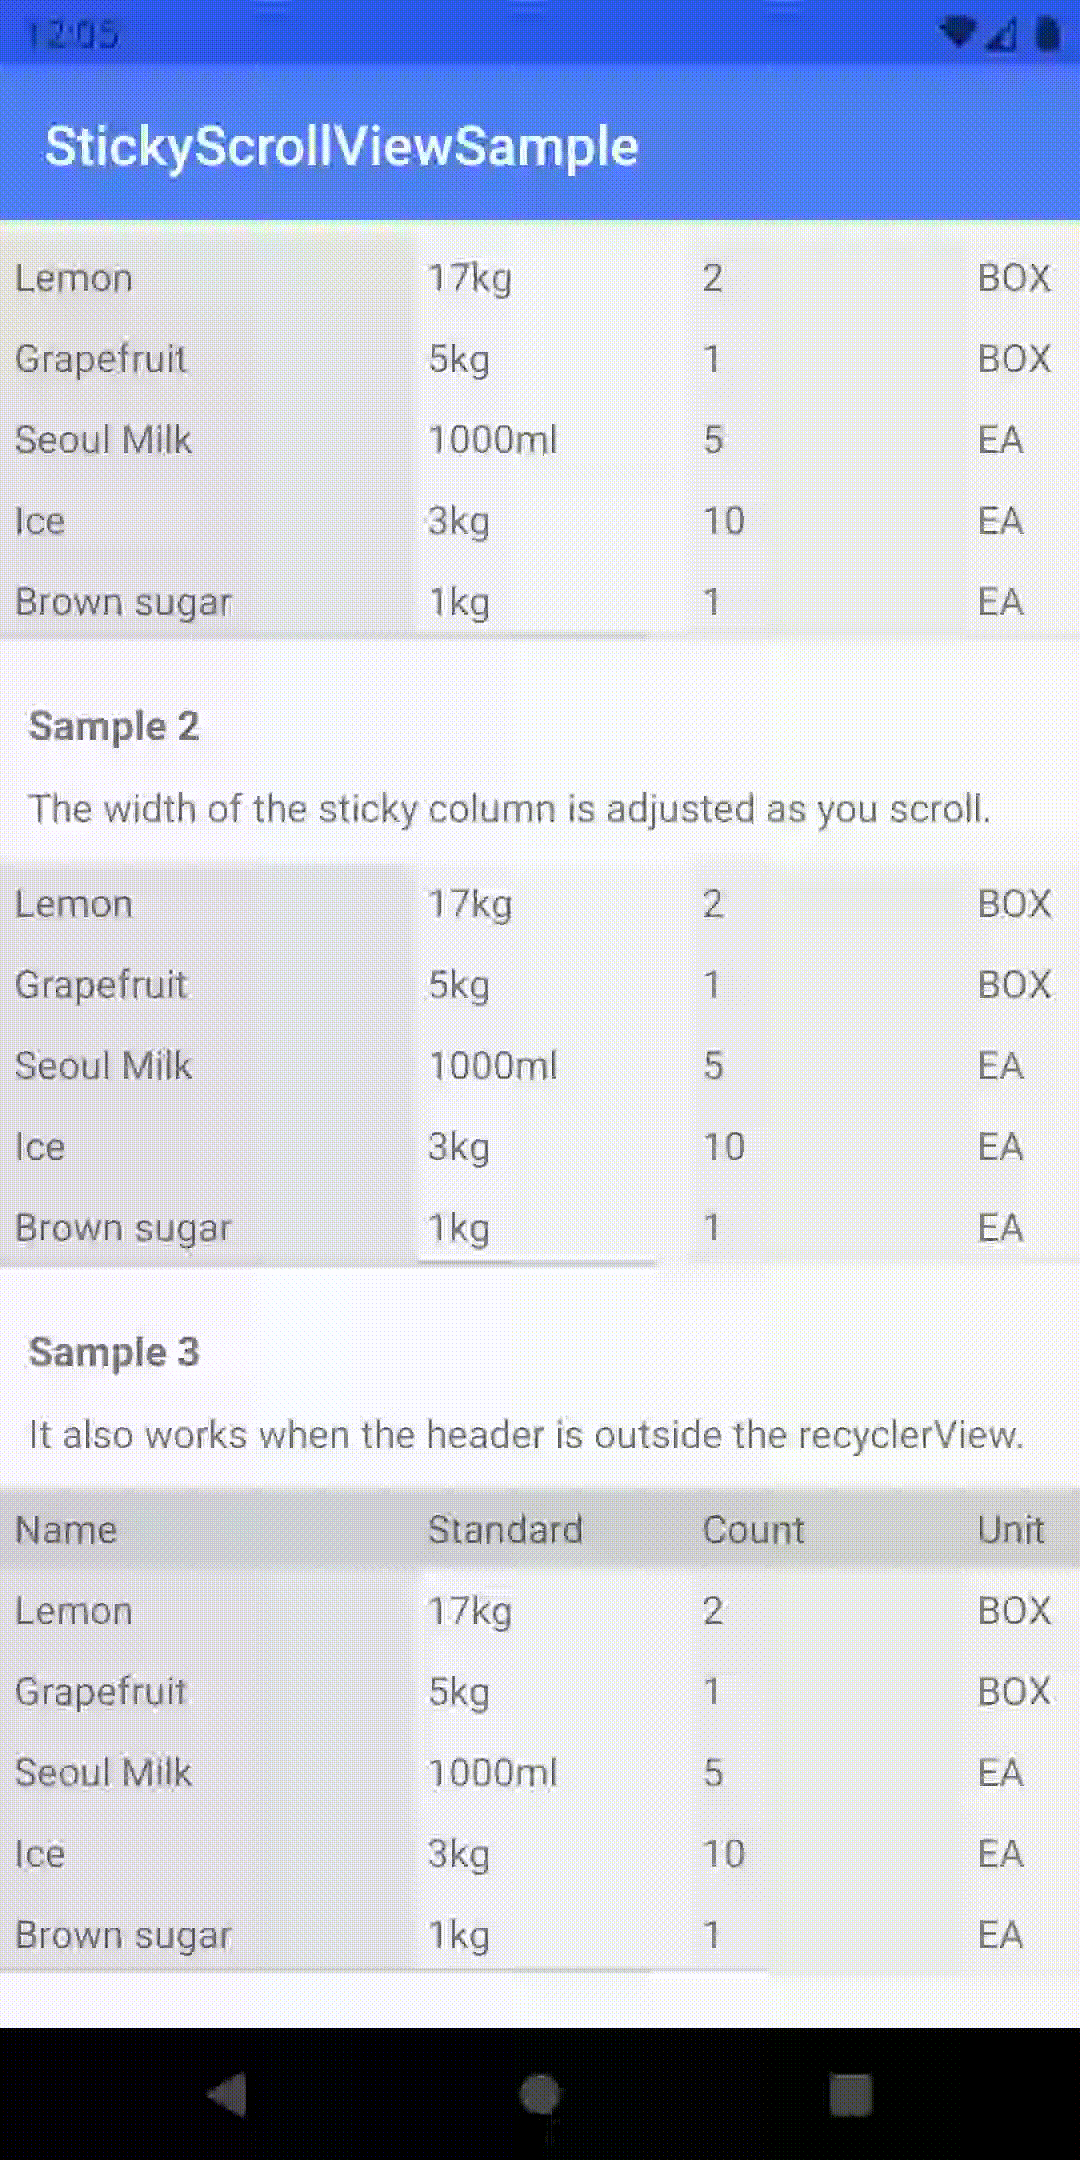 12:05
StickyScrollViewSample
Lemon 17kg 2 BOX
Grapefruit 5kg 1 BOX
Seoul Milk 1000ml 5 EA
Ice 3kg 10 EA
Brown sugar 1kg 1 EA
Sample 2
The width of the sticky column is adjusted as you scroll.
Lemon 17kg 2 BOX
Grapefruit 5kg 1 BOX
Seoul Milk 1000ml 5 EA
Ice 3kg 10 EA
Brown sugar 1kg 1 EA
Sample 3
It also works when the header is outside the recyclerView.
Name Standard Count Unit
Lemon 17kg 2 BOX
Grapefruit 5kg 1 BOX
Seoul Milk 1000ml 5 EA
Ice 3kg 10 EA
Brown sugar 1kg 1 EA